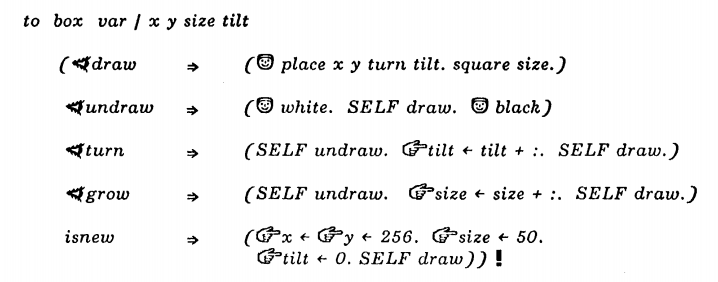 to box var | x y size tilt
(👁draw ⇒ (☺ place x y turn tilt. square size.)
👁undraw ⇒ (☺ white. SELF draw. ☺ black)
👁turn ⇒ (SELF undraw. ☞tilt ← tilt + :. SELF draw.)
👁grow ⇒ (SELF undraw. ☞size ← size + :. SELF draw.)
isnew ⇒ (☞x ← ☞y ← 256. ☞size ← 50.
☞tilt ← 0. SELF draw)) !